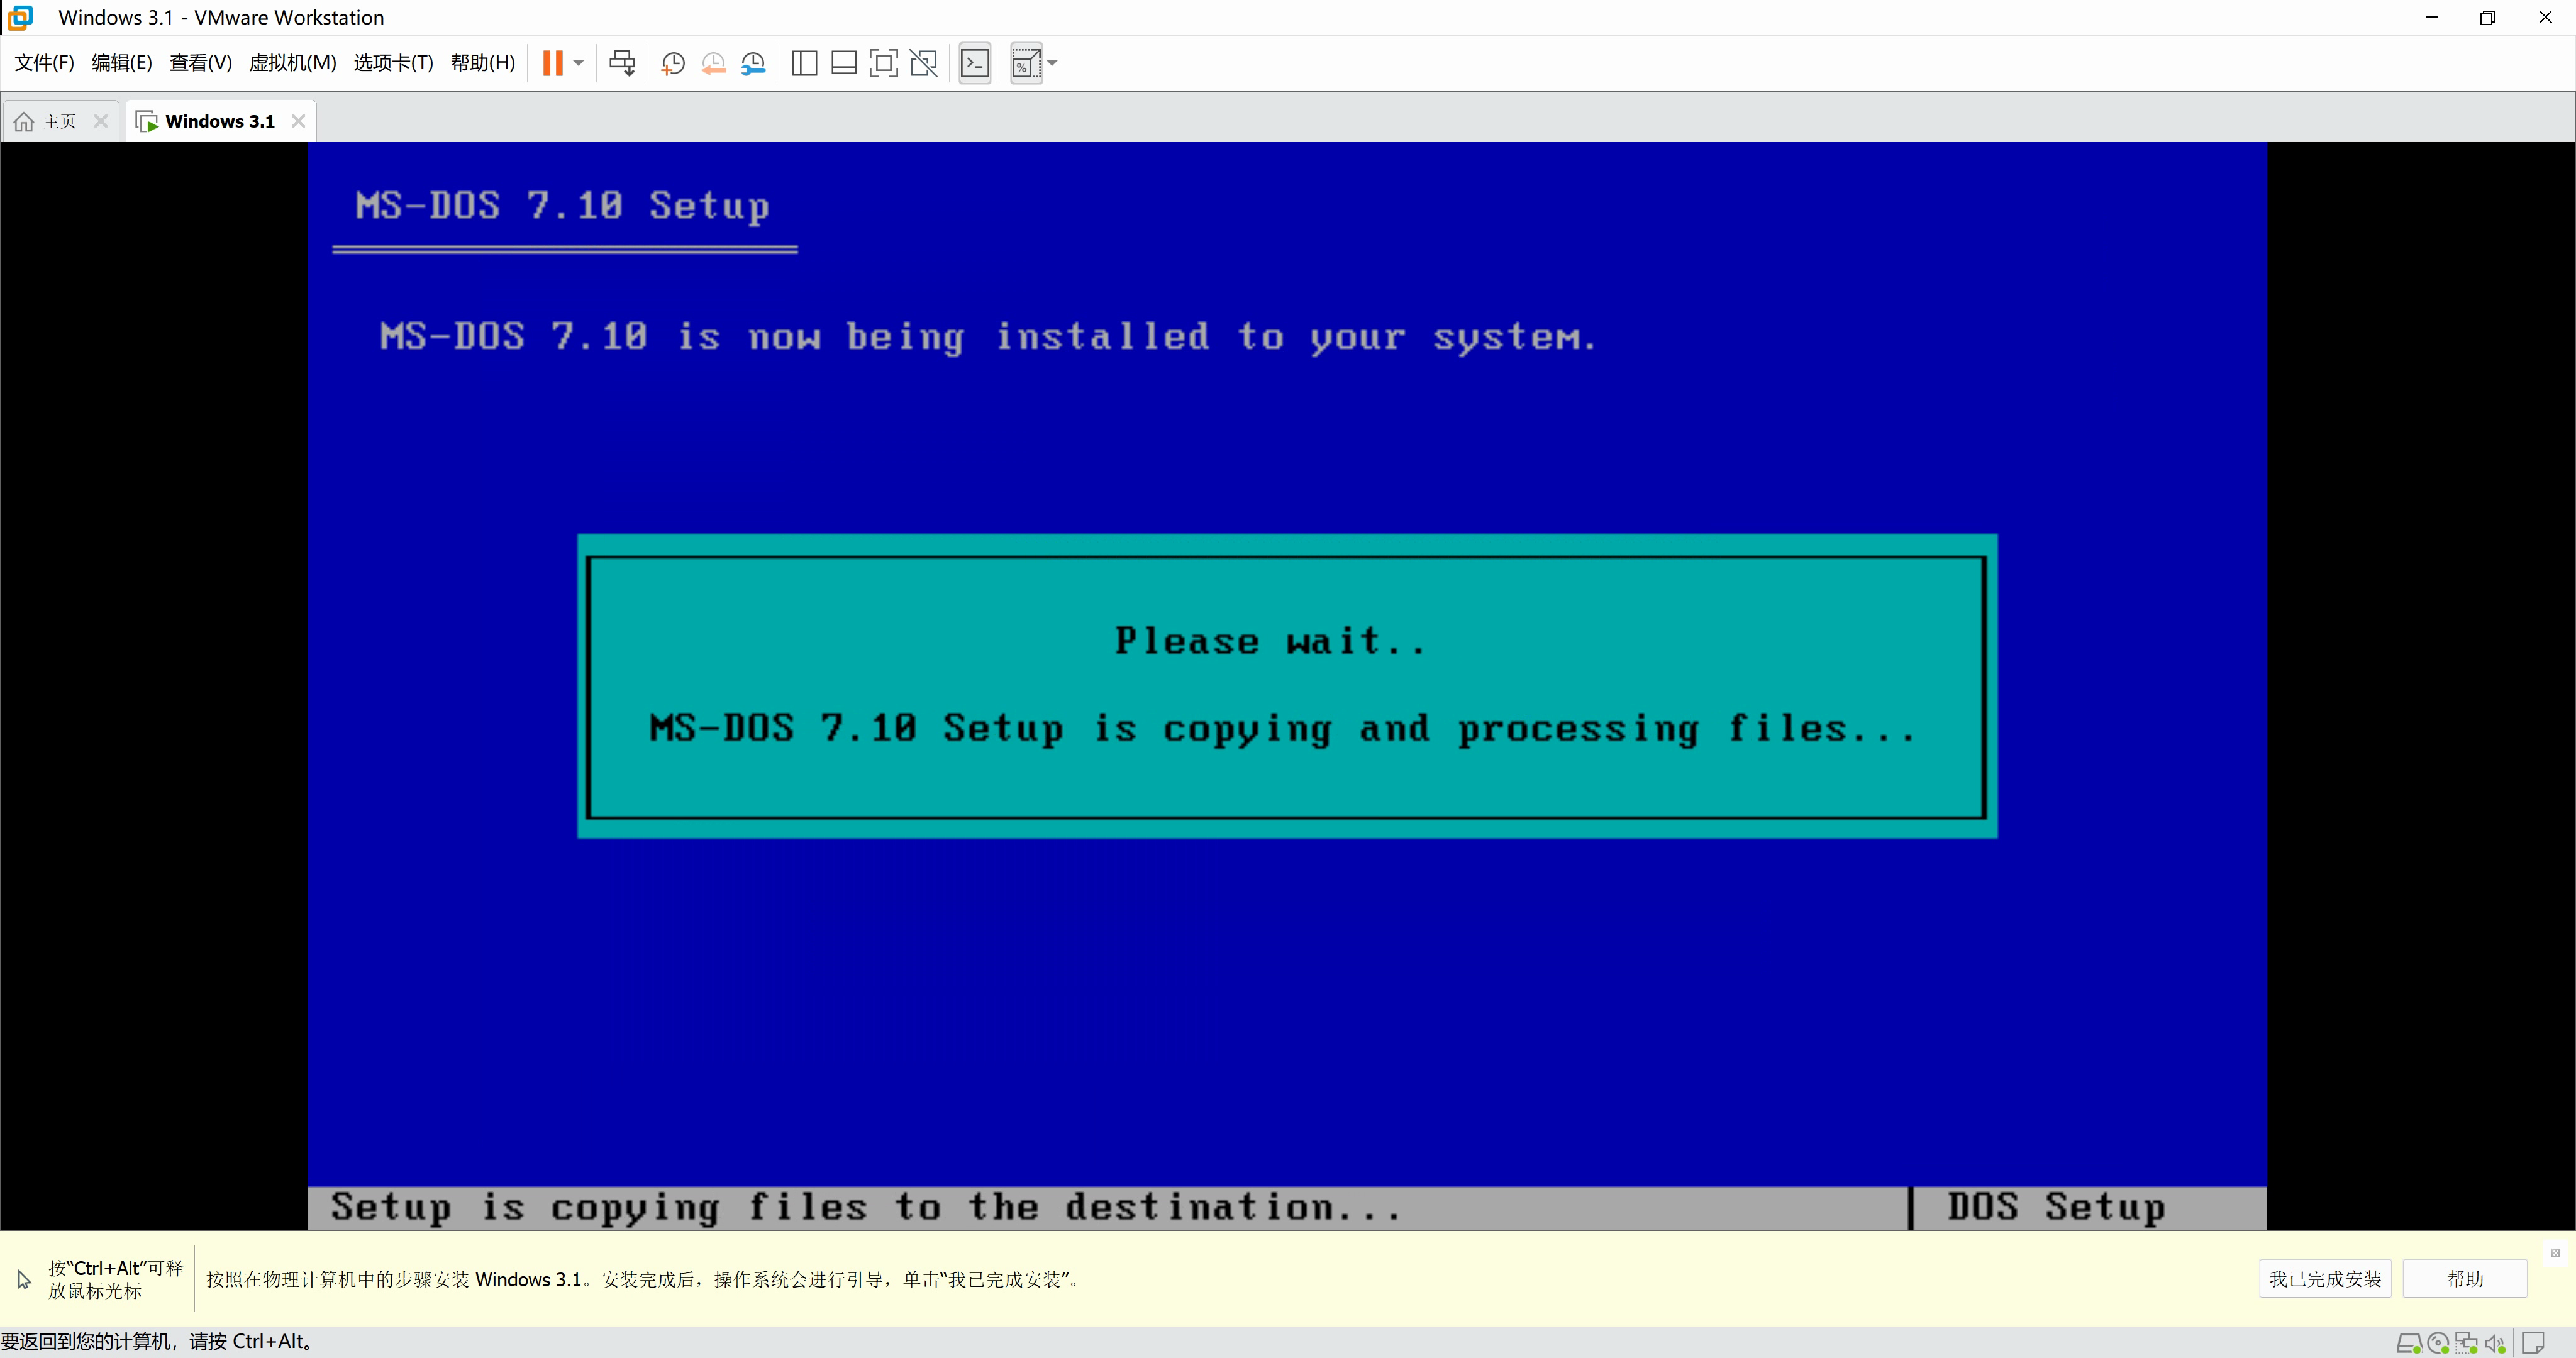 Windows 3.1 - VMware Workstation
文件(F) 编辑(E) 查看(V) 虚拟机(M) 选项卡(T) 帮助(H)
主页 Windows 3.1
MS-DOS 7.10 Setup
MS-DOS 7.10 is now being installed to your system.
Please wait..
MS-DOS 7.10 Setup is copying and processing files...
Setup is copying files to the destination... DOS Setup
按“Ctrl+Alt”可释
放鼠标光标
按照在物理计算机中的步骤安装 Windows 3.1。安装完成后，操作系统会进行引导，单击“我已完成安装”。
我已完成安装 帮助
要返回到您的计算机，请按 Ctrl+Alt。